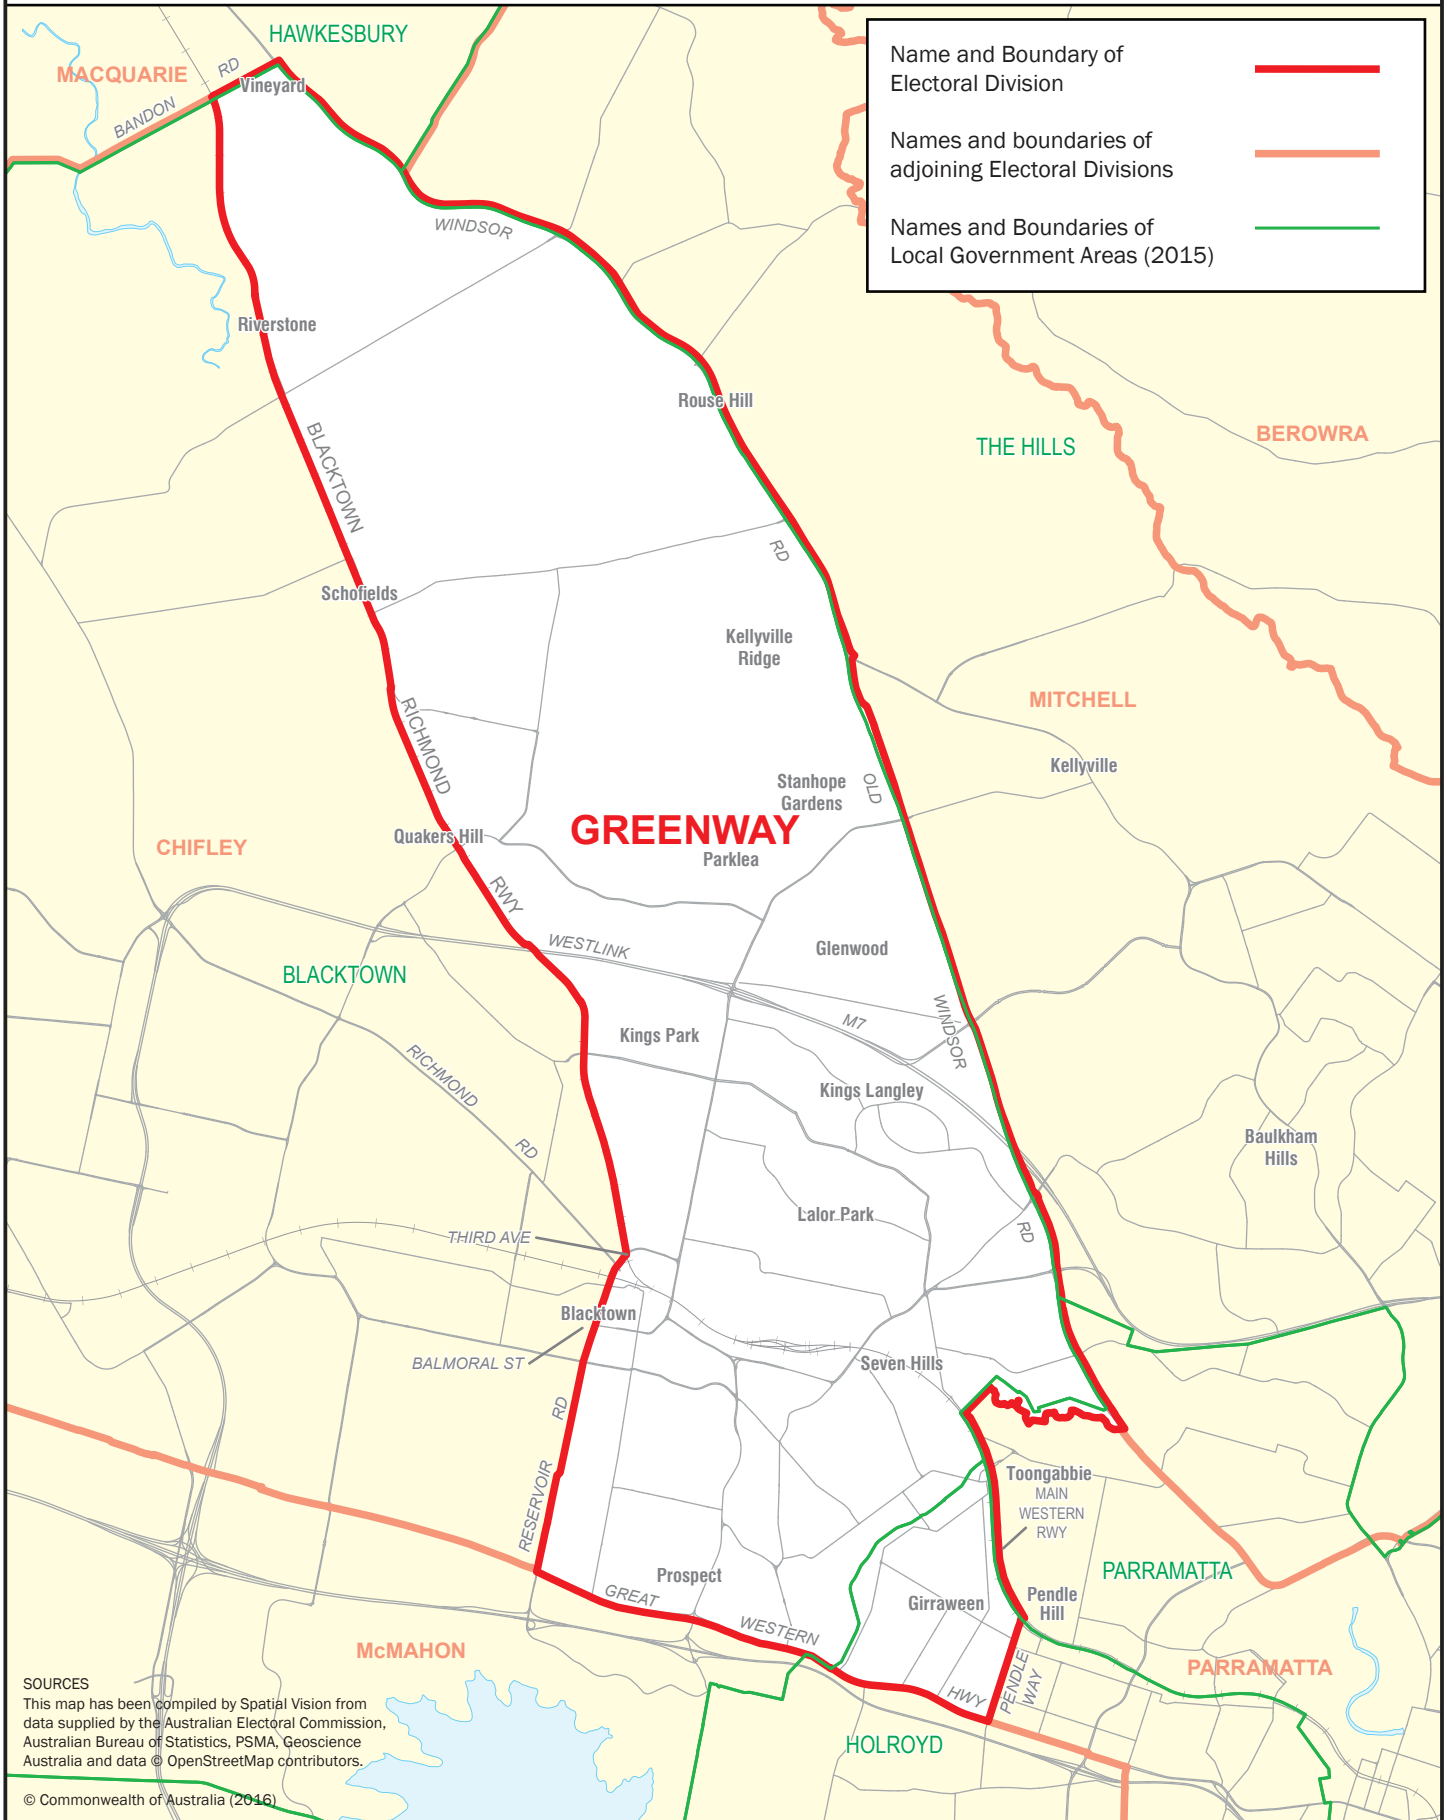 HAWKESBURY
MACQUARIE
RD
Vineyard
BANDON
Name and Boundary of
Electoral Division
Names and boundaries of
adjoining Electoral Divisions
Names and Boundaries of
Local Government Areas (2015)
WINDSOR
Riverstone
Rouse Hill
BLACKTOWN
THE HILLS
BEROWRA
RD
Schofields
Kellyville
Ridge
MITCHELL
RICHMOND
Kellyville
Stanhope
Gardens
OLD
GREENWAY
Quakers Hill
CHIFLEY
Parklea
RWY
WESTLINK
Glenwood
BLACKTOWN
WINDSOR
M7
Kings Park
RICHMOND
Kings Langley
RD
Baulkham
Hills
Lalor Park
RD
THIRD AVE
Blacktown
BALMORAL ST
Seven Hills
RD
RESERVOIR
Toongabbie
MAIN
WESTERN
RWY
Prospect
GREAT
WESTERN
Girraween
Pendle
Hill
PARRAMATTA
McMAHON
PENDLE
WAY
PARRAMATTA
HWY
HOLROYD
SOURCES
This map has been compiled by Spatial Vision from
data supplied by the Australian Electoral Commission,
Australian Bureau of Statistics, PSMA, Geoscience
Australia and data © OpenStreetMap contributors.
© Commonwealth of Australia (2016)